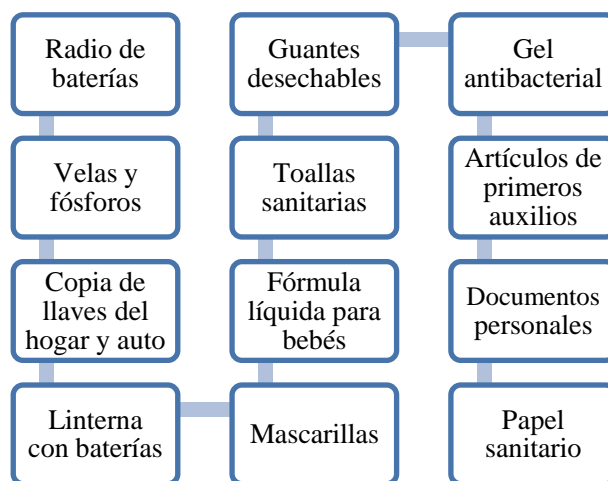 Radio de
baterías
Velas y
fósforos
Copia de
llaves del
hogar y auto
Linterna
con baterías
Mascarillas
Fórmula
líquida para
bebés
Toallas
sanitarias
Guantes
desechables
Gel
antibacterial
Artículos de
primeros
auxilios
Documentos
personales
Papel
sanitario